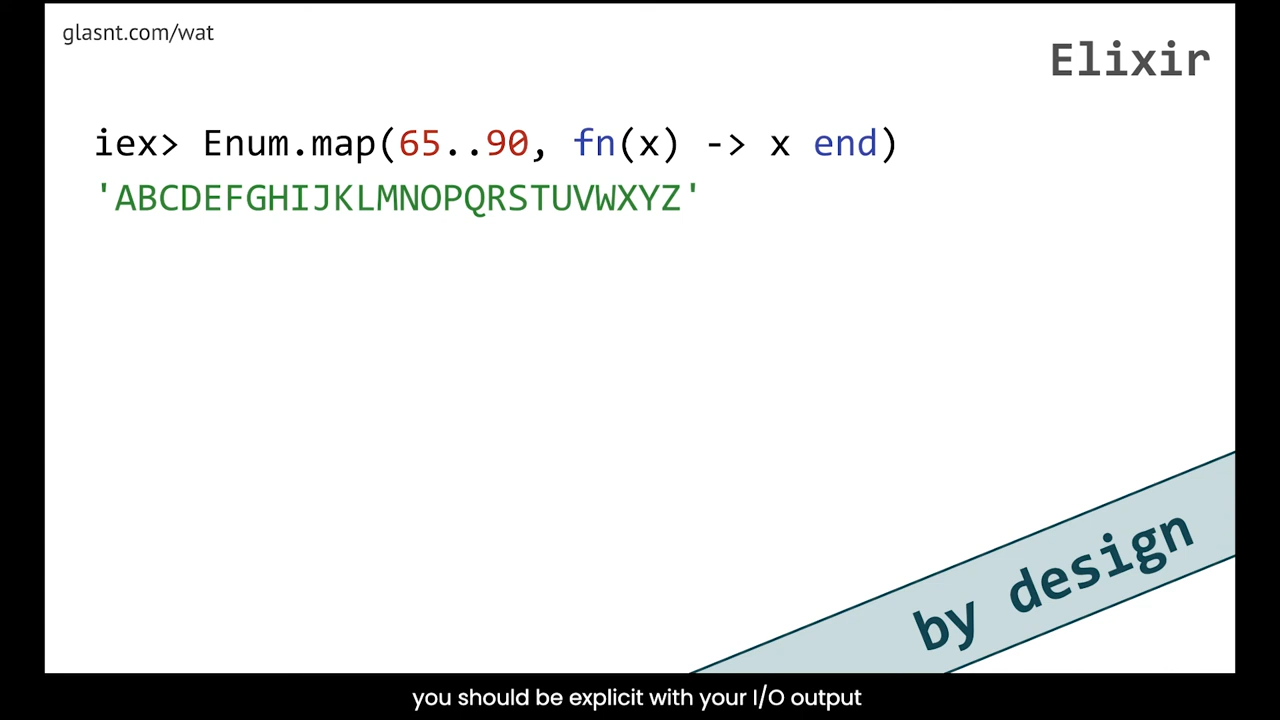 glasnt.com/wat
Elixir
iex> Enum.map(65..90, fn(x) -> x end)
'ABCDEFGHIJKLMNOPQRSTUVWXYZ'
by design
you should be explicit with your I/O output